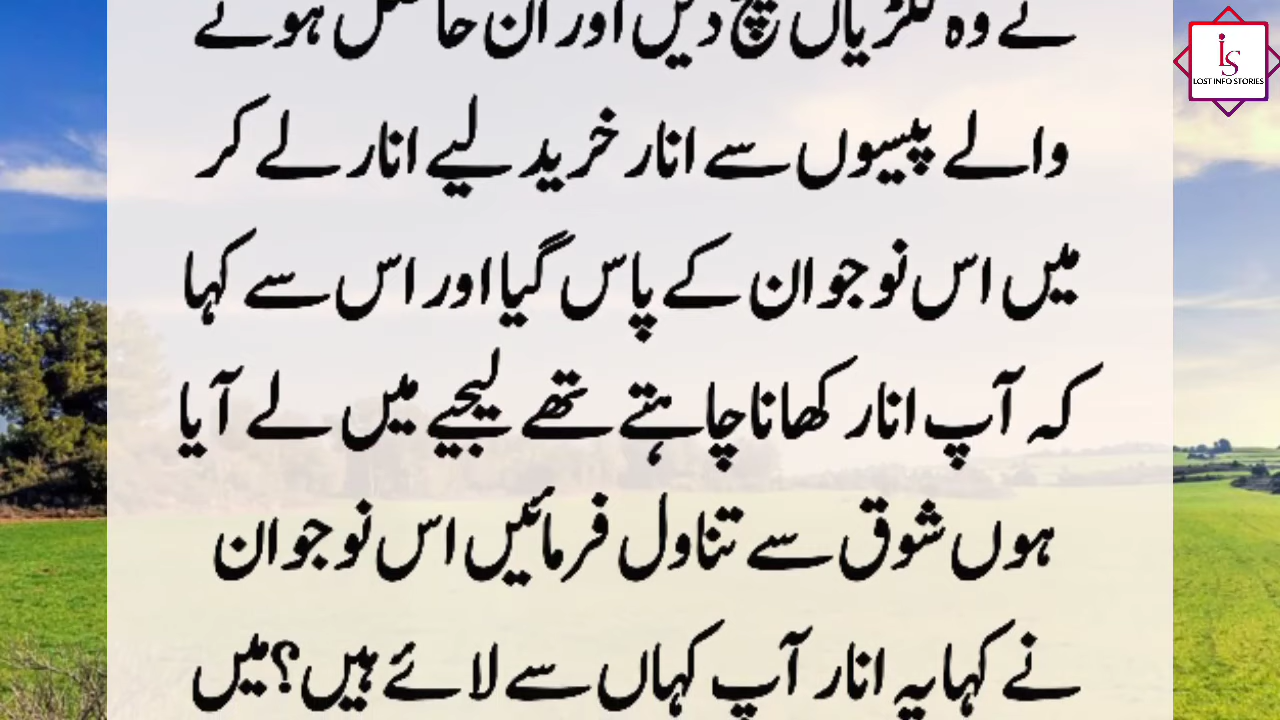 نے وہ لکڑیاں بیچ دیں اور ان حاصل ہونے
والے پیسیوں سے انار خرید لیے انار لے کر
میں اس نوجوان کے پاس گیا اور اس سے کہا
کہ آپ انار کھانا چاہتے تھے لیجیے میں لے آیا
ہوں شوق سے تناول فرمائیں اس نوجوان
نے کہا یہ انار آپ کہاں سے لائے ہیں؟ میں
LS
LOST INFO STORIES